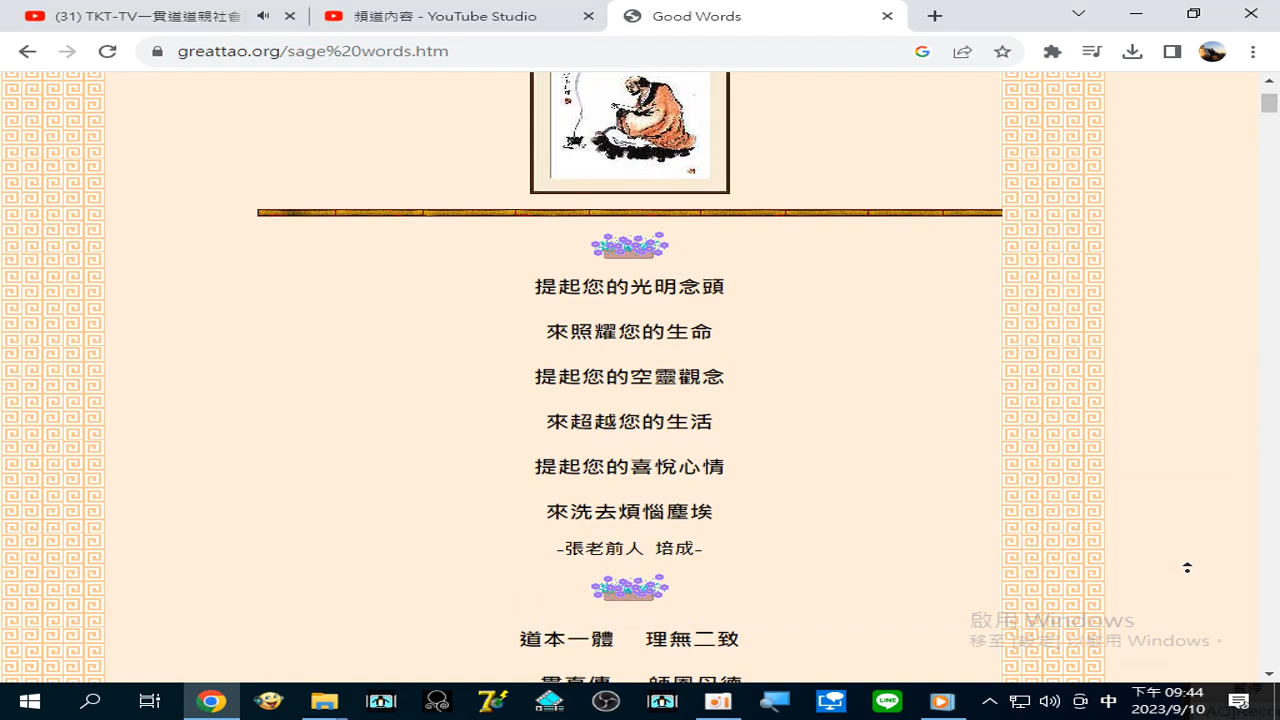 (31) TKT-TV一貫道道親社會
頻道內容 - YouTube Studio
Good Words
greattao.org/sage%20words.htm
提起您的光明念頭
來照耀您的生命
提起您的空靈觀念
來超越您的生活
提起您的喜悅心情
來洗去煩惱塵埃
-張老前人 培成-
道本一體 理無二致
啟用 Windows
移至 [設定] 以啟用 Windows。
中
下午 09:44
2023/9/10